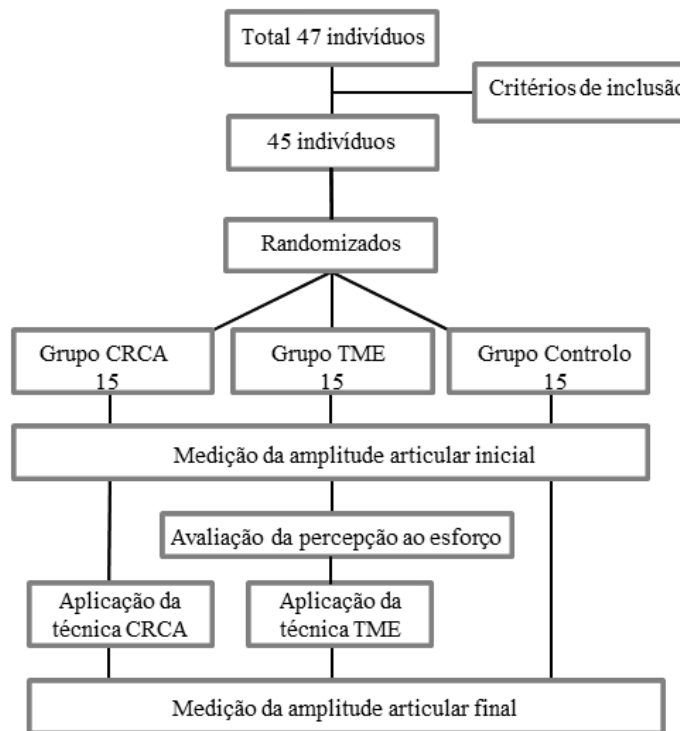 Total 47 indivíduos
Critérios de inclusão
45 indivíduos
Randomizados
Grupo CRCA
15
Grupo TME
15
Grupo Controlo
15
Medição da amplitude articular inicial
Avaliação da percepção ao esforço
Aplicação da
técnica CRCA
Aplicação da
técnica TME
Medição da amplitude articular final